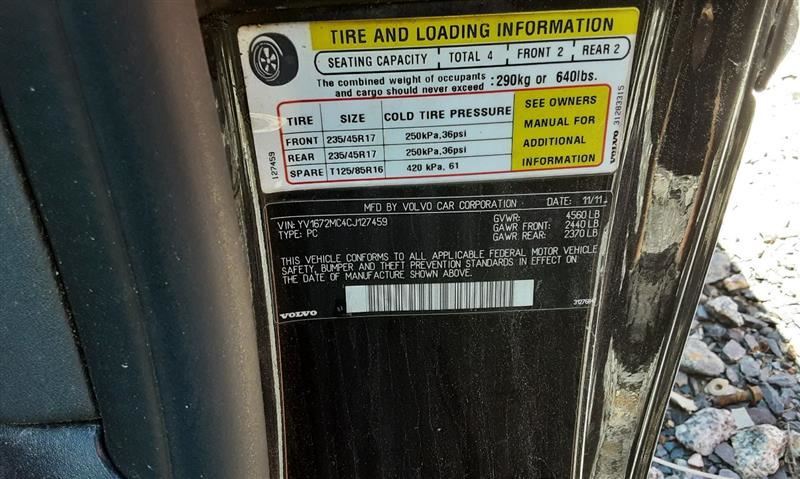 TIRE AND LOADING INFORMATION
SEATING CAPACITY TOTAL 4 FRONT 2 REAR 2
The combined weight of occupants and cargo should never exceed :290kg or 640lbs.
TIRE SIZE COLD TIRE PRESSURE
FRONT 235/45R17 250kPa,36psi
REAR 235/45R17 250kPa,36psi
SPARE T125/85R16 420 kPa, 61
SEE OWNERS
MANUAL FOR
ADDITIONAL
INFORMATION
127459
VOLVO 31283315
MFD BY VOLVO CAR CORPORATION DATE: 11/11
VIN: YV1672MC4CJ127459 GVWR: 4560 LB
TYPE: PC GAWR FRONT: 2440 LB
GAWR REAR: 2370 LB
THIS VEHICLE CONFORMS TO ALL APPLICABLE FEDERAL MOTOR VEHICLE
SAFETY, BUMPER AND THEFT PREVENTION STANDARDS IN EFFECT ON
THE DATE OF MANUFACTURE SHOWN ABOVE.
VOLVO